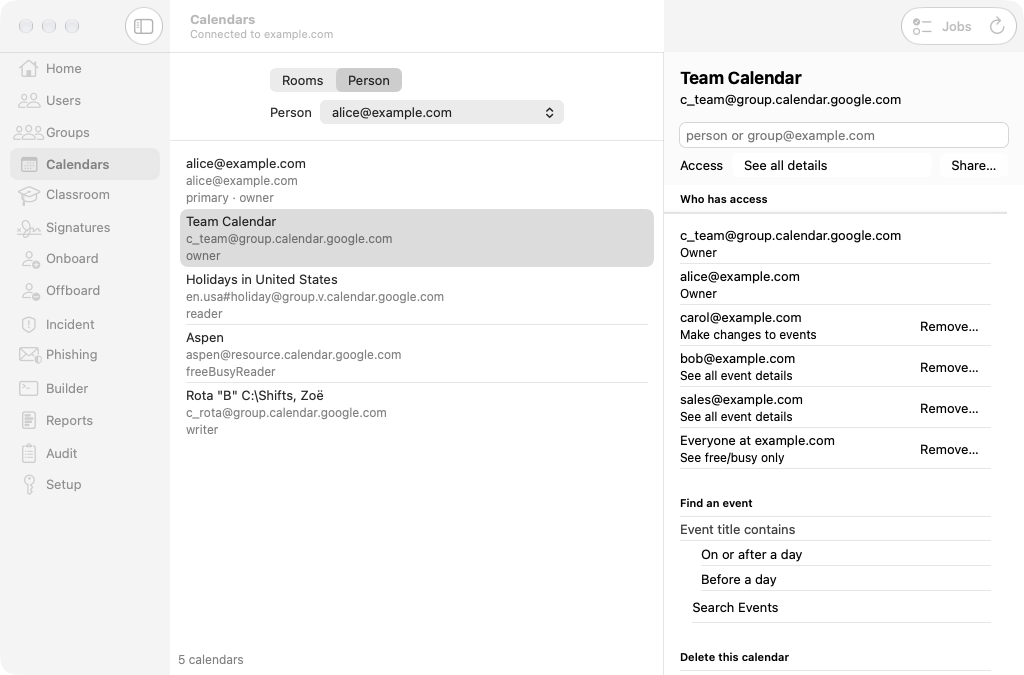 Calendars
Connected to example.com
Jobs
Home
Users
Groups
Calendars
Classroom
Signatures
Onboard
Offboard
Incident
Phishing
Builder
Reports
Audit
Setup
Rooms
Person
Person
alice@example.com
alice@example.com
alice@example.com
primary · owner
Team Calendar
c_team@group.calendar.google.com
owner
Holidays in United States
en.usa#holiday@group.v.calendar.google.com
reader
Aspen
aspen@resource.calendar.google.com
freeBusyReader
Rota "B" C:\Shifts, Zoë
c_rota@group.calendar.google.com
writer
5 calendars
Team Calendar
c_team@group.calendar.google.com
person or group@example.com
Access
See all details
Share...
Who has access
c_team@group.calendar.google.com
Owner
alice@example.com
Owner
carol@example.com
Make changes to events
Remove...
bob@example.com
See all event details
Remove...
sales@example.com
See all event details
Remove...
Everyone at example.com
See free/busy only
Remove...
Find an event
Event title contains
On or after a day
Before a day
Search Events
Delete this calendar